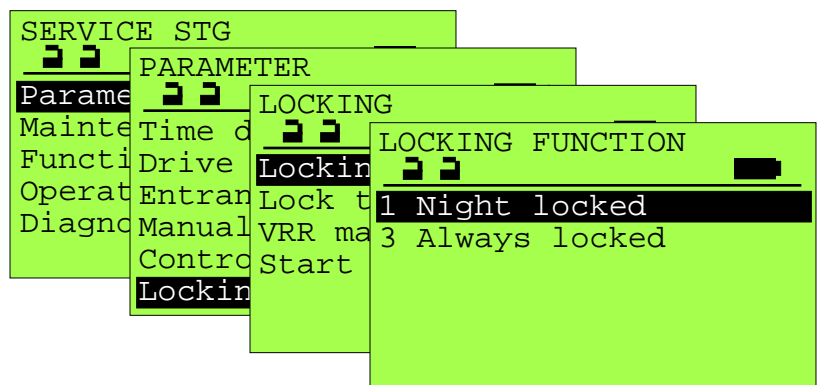 SERVICE STG
Parame
Mainte
Functi
Operat
Diagno
PARAMETER
Time d
Drive
Entran
Manual
Contro
Lockin
LOCKING
Lockin
Lock t
VRR ma
Start
LOCKING FUNCTION
1 Night locked
3 Always locked